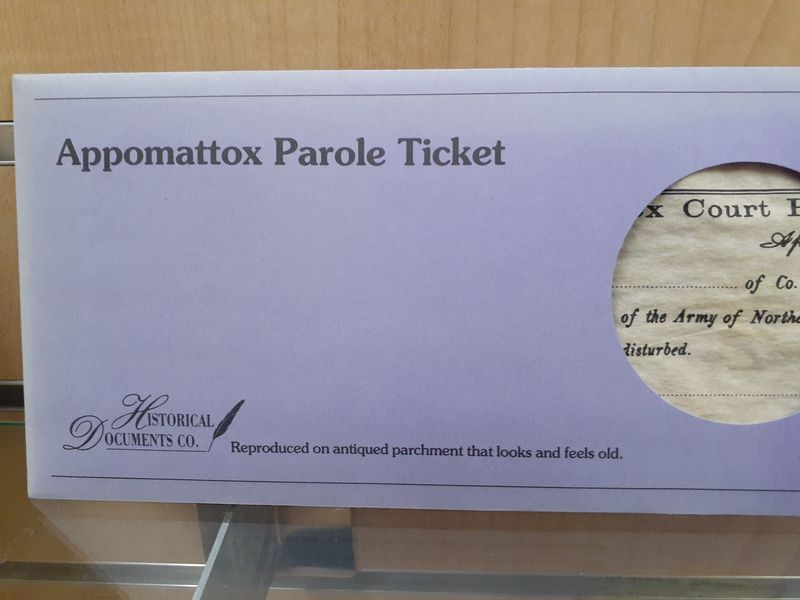 Appomattox Parole Ticket
x Court
of Co.
of the Army of
disturbed.
HISTORICAL
DOCUMENTS CO.
Reproduced on antiqued parchment that looks and feels old.